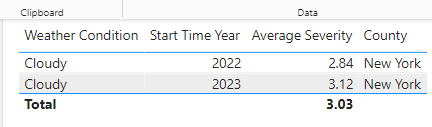 Clipboard Data
Weather Condition Start Time Year Average Severity County
Cloudy 2022 2.84 New York
Cloudy 2023 3.12 New York
Total 3.03